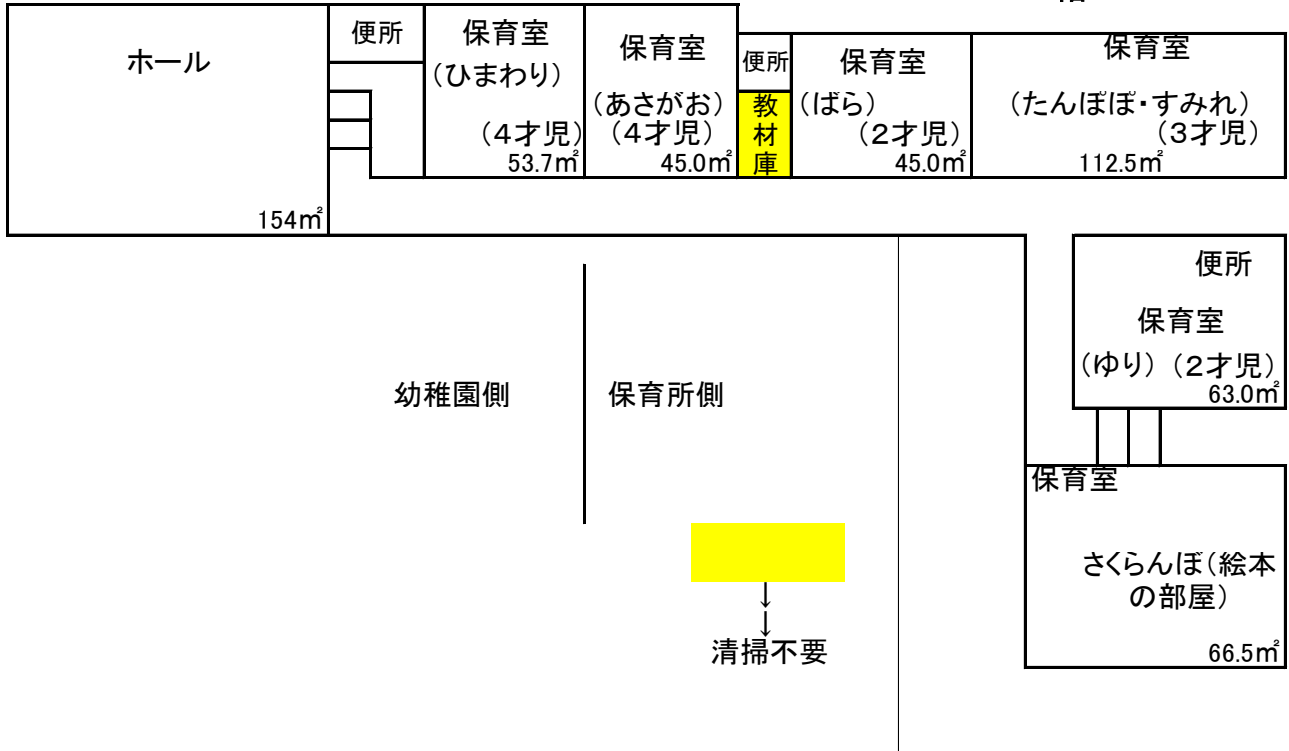 ホール
154㎡
便所
保育室
(ひまわり)
(4才児)
53.7㎡
保育室
(あさがお)
(4才児)
45.0㎡
便所
教
材
庫
保育室
(ばら)
(2才児)
45.0㎡
保育室
(たんぽぽ・すみれ)
(3才児)
112.5㎡
便所
保育室
(ゆり) (2才児)
63.0㎡
幼稚園側
保育所側
↓
↓
清掃不要
保育室
さくらんぼ(絵本
の部屋)
66.5㎡